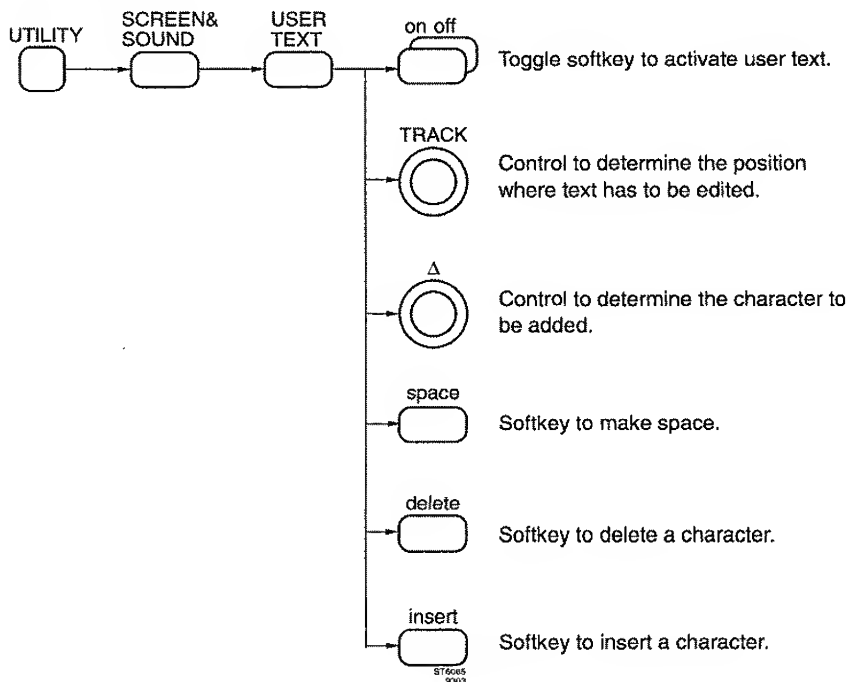 UTILITY
SCREEN&
SOUND
USER
TEXT
on off
Toggle softkey to activate user text.
TRACK
Control to determine the position
where text has to be edited.
Δ
Control to determine the character to
be added.
space
Softkey to make space.
delete
Softkey to delete a character.
insert
Softkey to insert a character.
ST6065
9303